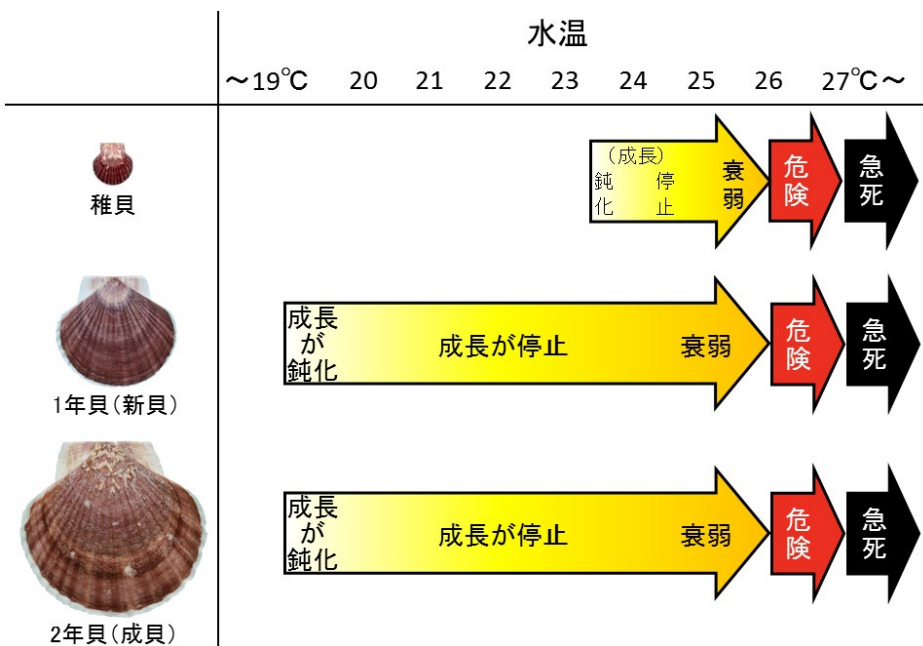 水温
～19℃ 20 21 22 23 24 25 26 27℃～
稚貝
（成長）
鈍化
停止
衰弱
危険
急死
1年貝（新貝）
成長が鈍化
成長が停止
衰弱
危険
急死
2年貝（成貝）
成長が鈍化
成長が停止
衰弱
危険
急死